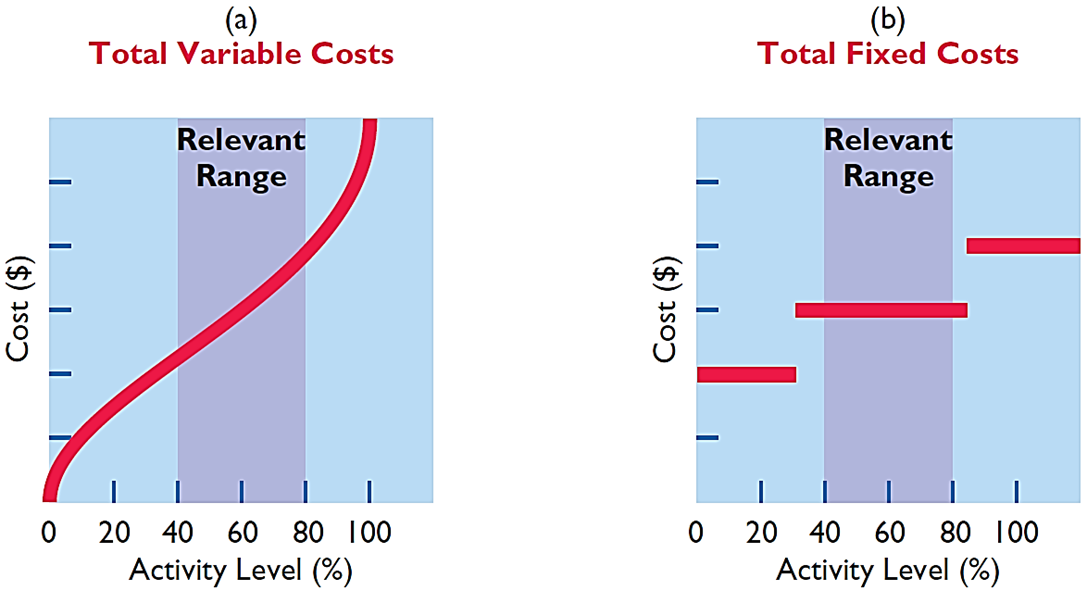 (a)
Total Variable Costs
Relevant
Range
Cost ($)
0 20 40 60 80 100
Activity Level (%)
(b)
Total Fixed Costs
Relevant
Range
Cost ($)
0 20 40 60 80 100
Activity Level (%)